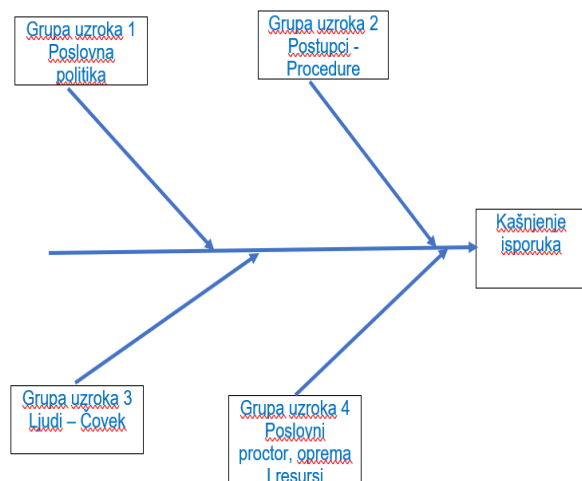 Grupa uzroka 1
Poslovna
politika
Grupa uzroka 2
Postupci -
Procedure
Kašnjenje
isporuka
Grupa uzroka 3
Ljudi – Čovek
Grupa uzroka 4
Poslovni
proctor, oprema
I resursi